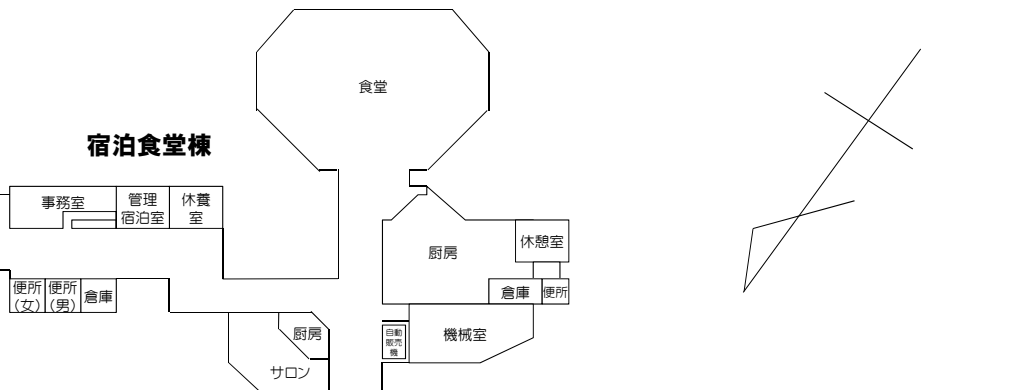 食堂
宿泊食堂棟
事務室
管理
宿泊室
休養
室
厨房
休憩室
便所
(女)
便所
(男)
倉庫
倉庫
便所
自動
販売
機
機械室
厨房
サロン